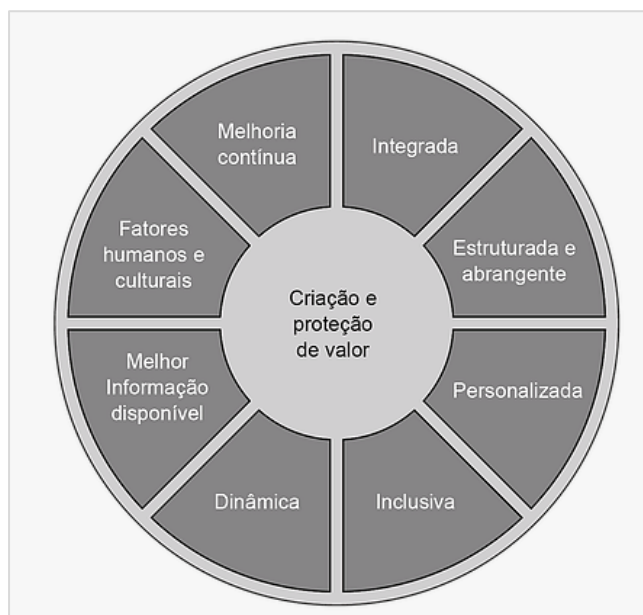 Melhoria
contínua
Integrada
Estruturada e
abrangente
Personalizada
Inclusiva
Dinâmica
Melhor
Informação
disponível
Fatores
humanos e
culturais
Criação e
proteção
de valor